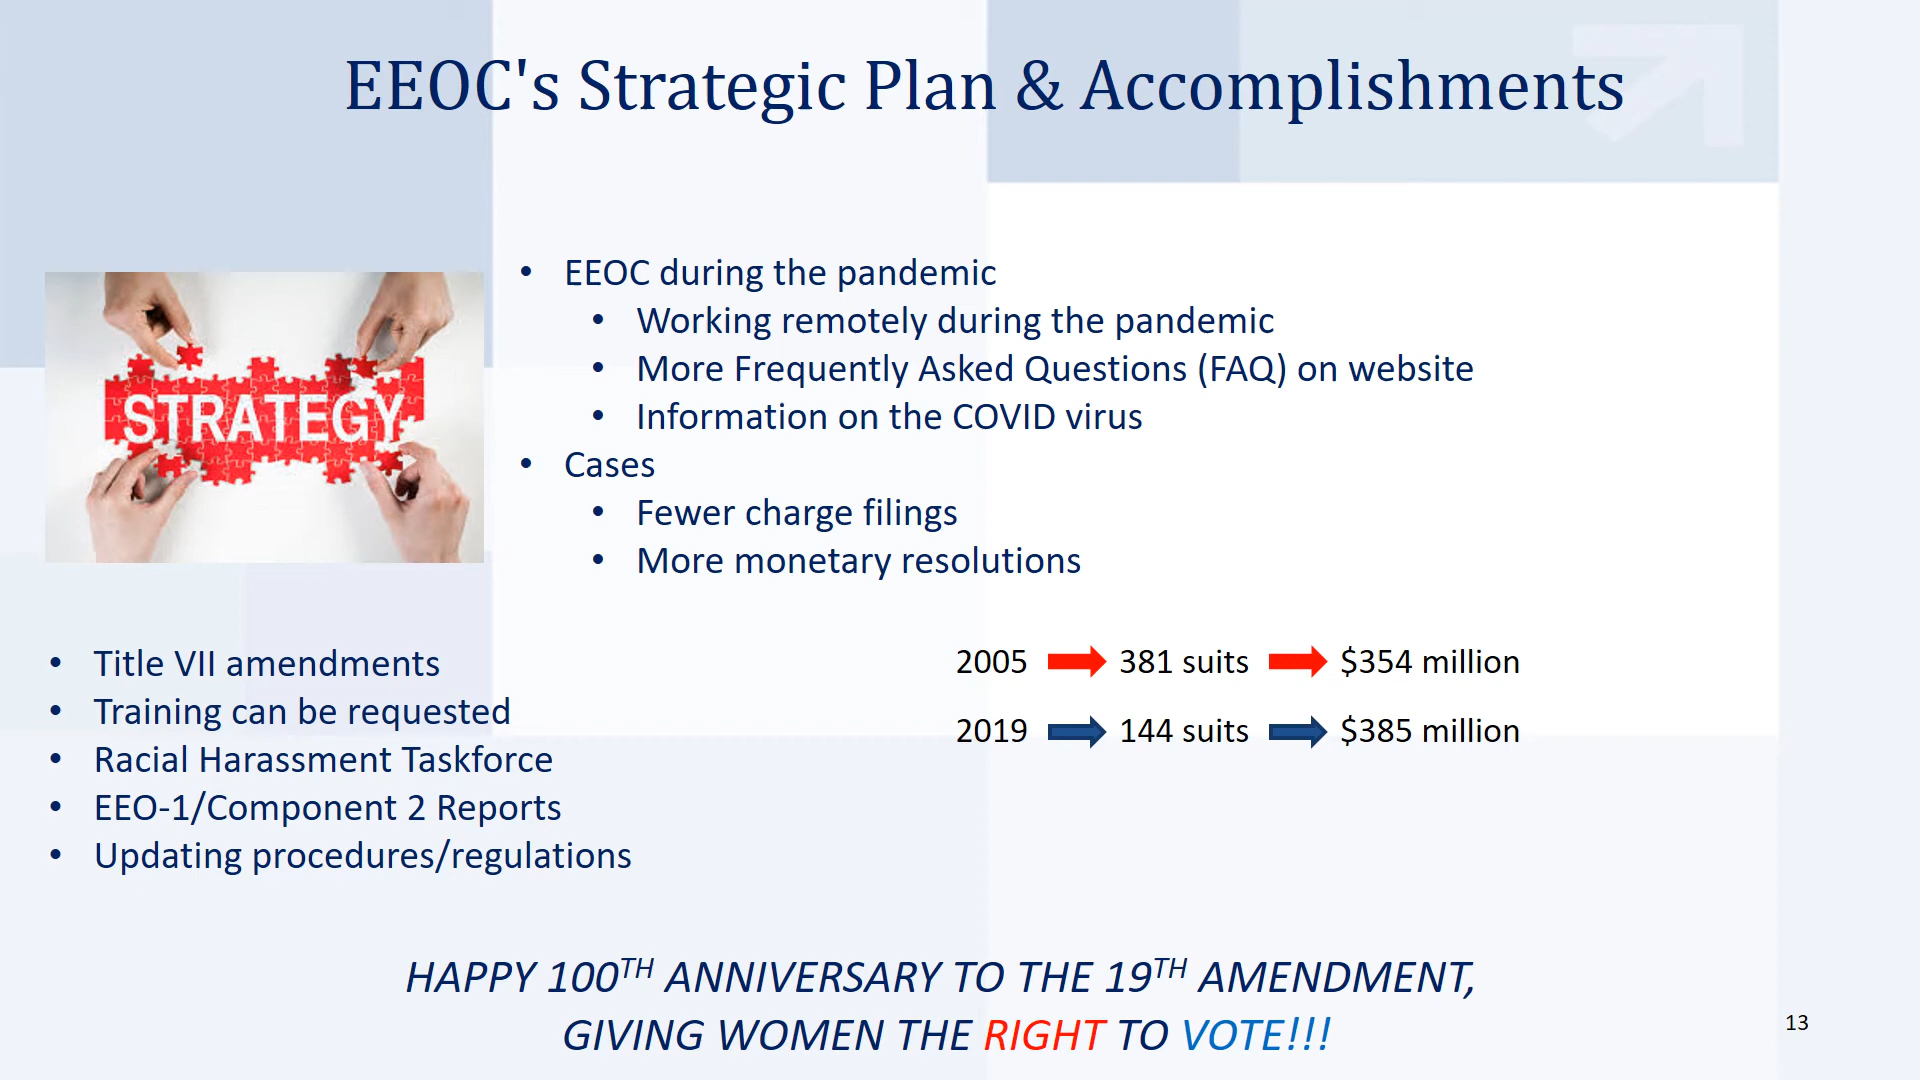 EEOC's Strategic Plan & Accomplishments
STRATEGY
• EEOC during the pandemic
• Working remotely during the pandemic
• More Frequently Asked Questions (FAQ) on website
• Information on the COVID virus
• Cases
• Fewer charge filings
• More monetary resolutions
• Title VII amendments
• Training can be requested
• Racial Harassment Taskforce
• EEO-1/Component 2 Reports
• Updating procedures/regulations
2005 381 suits $354 million
2019 144 suits $385 million
HAPPY 100TH ANNIVERSARY TO THE 19TH AMENDMENT,
GIVING WOMEN THE RIGHT TO VOTE!!!
13